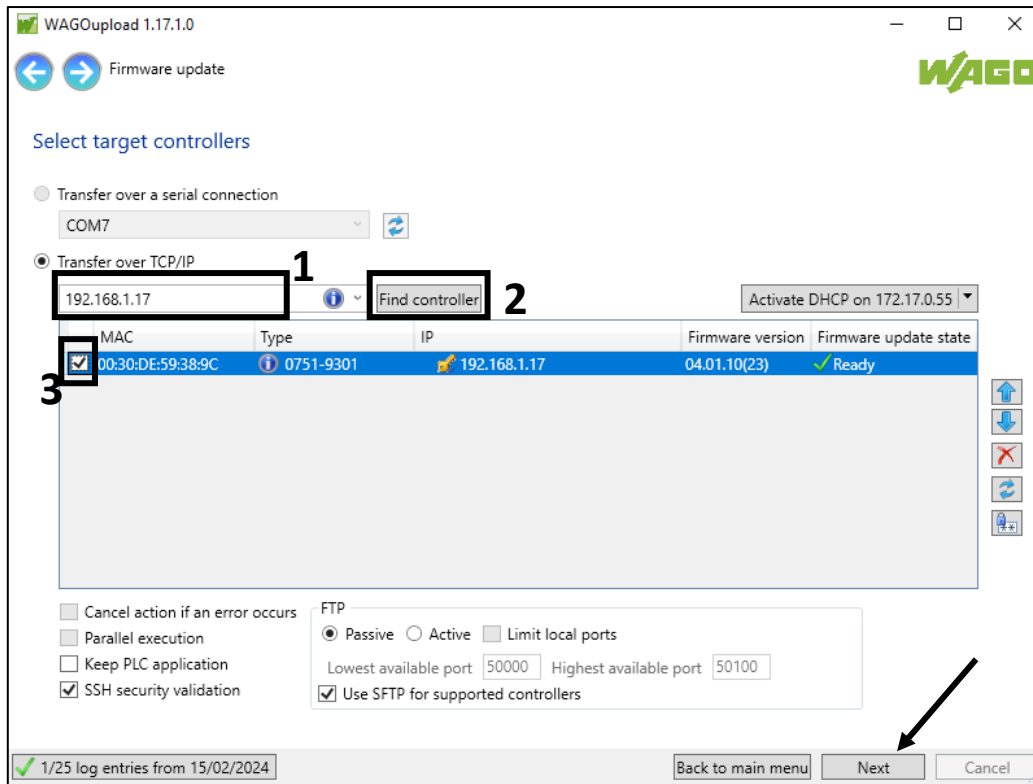 WAGOupload 1.17.1.0
Firmware update
WAGO
Select target controllers
Transfer over a serial connection
COM7
Transfer over TCP/IP
1
192.168.1.17
Find controller
2
Activate DHCP on 172.17.0.55
MAC Type IP Firmware version Firmware update state
3
00:30:DE:59:38:9C 0751-9301 192.168.1.17 04.01.10(23) Ready
Cancel action if an error occurs
Parallel execution
Keep PLC application
SSH security validation
FTP
Passive Active Limit local ports
Lowest available port 50000 Highest available port 50100
Use SFTP for supported controllers
1/25 log entries from 15/02/2024
Back to main menu Next Cancel